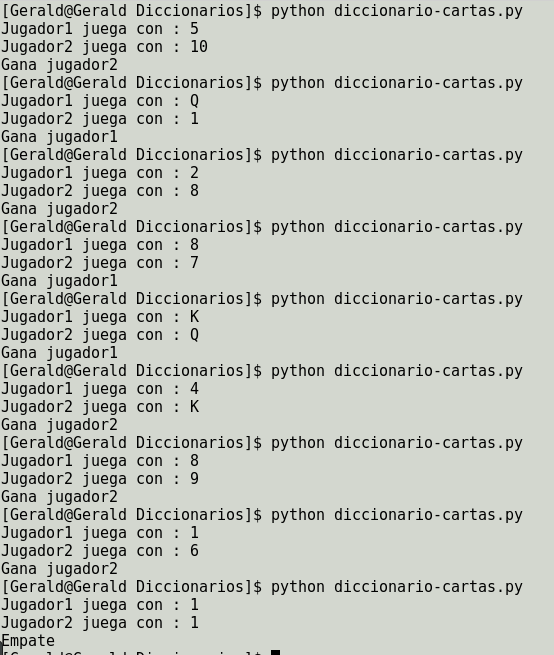 [Gerald@Gerald Diccionarios]$ python diccionario-cartas.py
Jugador1 juega con : 5
Jugador2 juega con : 10
Gana jugador2
[Gerald@Gerald Diccionarios]$ python diccionario-cartas.py
Jugador1 juega con : Q
Jugador2 juega con : 1
Gana jugador1
[Gerald@Gerald Diccionarios]$ python diccionario-cartas.py
Jugador1 juega con : 2
Jugador2 juega con : 8
Gana jugador2
[Gerald@Gerald Diccionarios]$ python diccionario-cartas.py
Jugador1 juega con : 8
Jugador2 juega con : 7
Gana jugador1
[Gerald@Gerald Diccionarios]$ python diccionario-cartas.py
Jugador1 juega con : K
Jugador2 juega con : Q
Gana jugador1
[Gerald@Gerald Diccionarios]$ python diccionario-cartas.py
Jugador1 juega con : 4
Jugador2 juega con : K
Gana jugador2
[Gerald@Gerald Diccionarios]$ python diccionario-cartas.py
Jugador1 juega con : 8
Jugador2 juega con : 9
Gana jugador2
[Gerald@Gerald Diccionarios]$ python diccionario-cartas.py
Jugador1 juega con : 1
Jugador2 juega con : 6
Gana jugador2
[Gerald@Gerald Diccionarios]$ python diccionario-cartas.py
Jugador1 juega con : 1
Jugador2 juega con : 1
Empate
[Gerald@Gerald Diccionarios]$